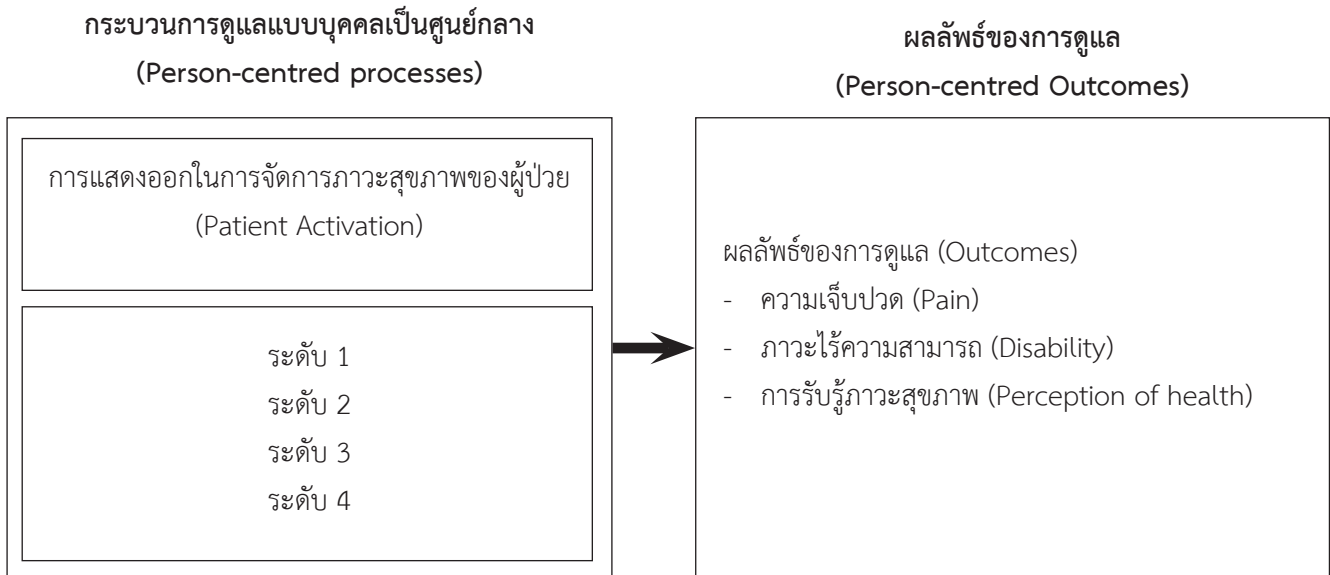 กระบวนการดูแลแบบบุคคลเป็นศูนย์กลาง
(Person-centred processes)
การแสดงออกในการจัดการภาวะสุขภาพของผู้ป่วย
(Patient Activation)
ระดับ 1
ระดับ 2
ระดับ 3
ระดับ 4
ผลลัพธ์ของการดูแล
(Person-centred Outcomes)
ผลลัพธ์ของการดูแล (Outcomes)
- ความเจ็บปวด (Pain)
- ภาวะไร้ความสามารถ (Disability)
- การรับรู้ภาวะสุขภาพ (Perception of health)